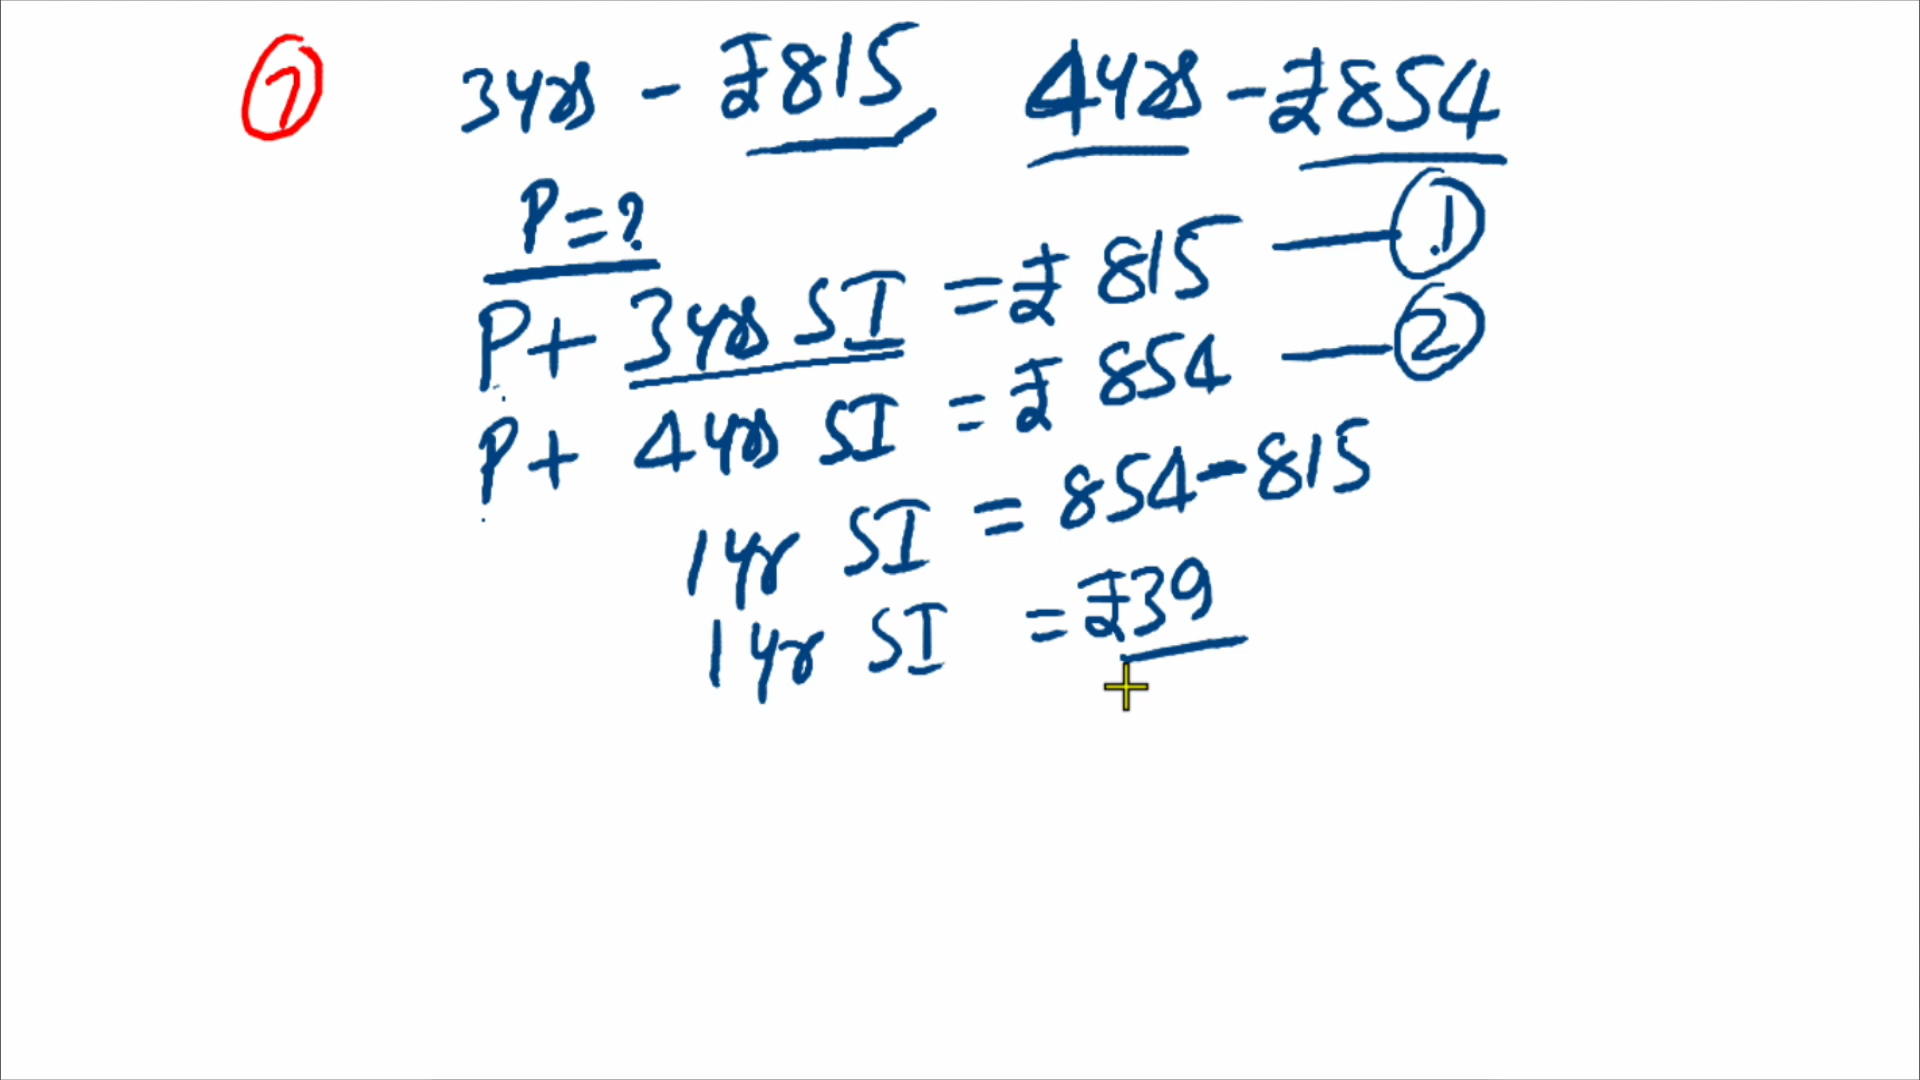 7 3yrs - ₹815, 4yrs - ₹854
P = ?
P + 3yrs SI = ₹ 815 — 1
P + 4yrs SI = ₹ 854 — 2
1yr SI = 854 - 815
1yr SI = ₹39